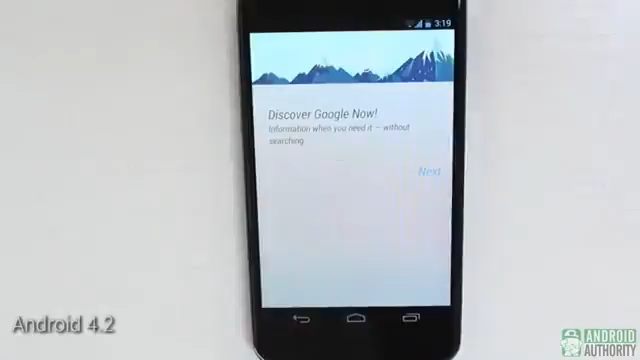 3:19
Discover Google Now!
Information when you need it – without
searching
Next
Android 4.2
ANDROID
AUTHORITY